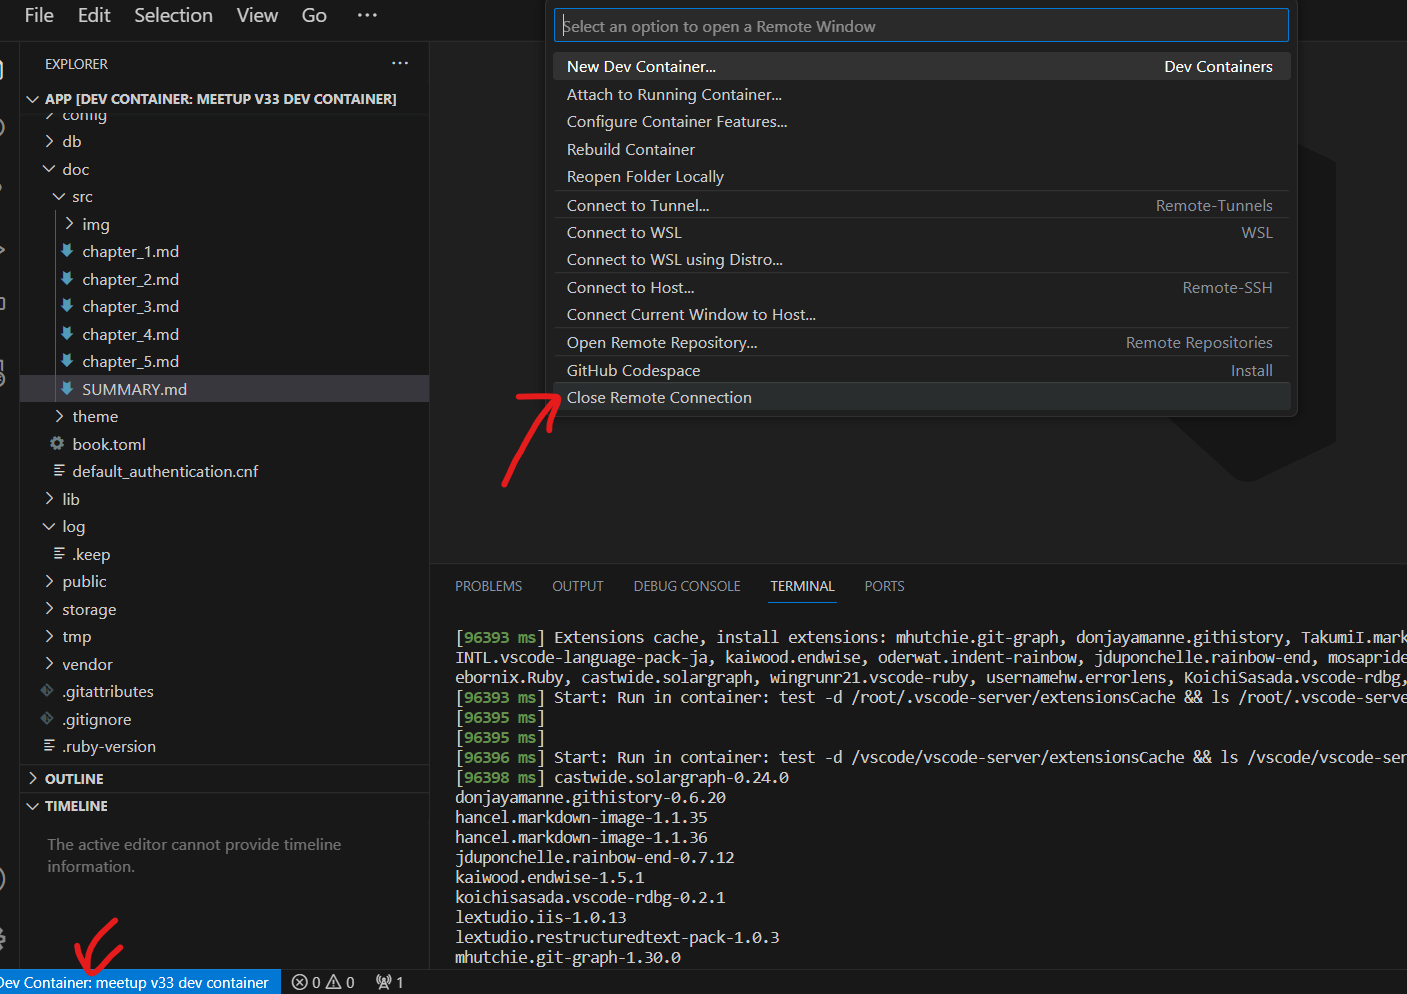 File Edit Selection View Go ···
Select an option to open a Remote Window
New Dev Container... Dev Containers
Attach to Running Container...
Configure Container Features...
Rebuild Container
Reopen Folder Locally
Connect to Tunnel... Remote-Tunnels
Connect to WSL WSL
Connect to WSL using Distro...
Connect to Host... Remote-SSH
Connect Current Window to Host...
Open Remote Repository... Remote Repositories
GitHub Codespace Install
Close Remote Connection
EXPLORER ···
APP [DEV CONTAINER: MEETUP V33 DEV CONTAINER]
config
db
doc
src
img
chapter_1.md
chapter_2.md
chapter_3.md
chapter_4.md
chapter_5.md
SUMMARY.md
theme
book.toml
default_authentication.cnf
lib
log
.keep
public
storage
tmp
vendor
.gitattributes
.gitignore
.ruby-version
OUTLINE
TIMELINE
The active editor cannot provide timeline
information.
PROBLEMS OUTPUT DEBUG CONSOLE TERMINAL PORTS
[96393 ms] Extensions cache, install extensions: mhutchie.git-graph, donjayamanne.githistory, TakumiI.mark
INTL.vscode-language-pack-ja, kaiwood.endwise, oderwat.indent-rainbow, jduponchelle.rainbow-end, mosapride
ebornix.Ruby, castwide.solargraph, wingrunr21.vscode-ruby, usernamehw.errorlens, KoichiSasada.vscode-rdbg,
[96393 ms] Start: Run in container: test -d /root/.vscode-server/extensionsCache && ls /root/.vscode-serve
[96395 ms]
[96395 ms]
[96396 ms] Start: Run in container: test -d /vscode/vscode-server/extensionsCache && ls /vscode/vscode-ser
[96398 ms] castwide.solargraph-0.24.0
donjayamanne.githistory-0.6.20
hancel.markdown-image-1.1.35
hancel.markdown-image-1.1.36
jduponchelle.rainbow-end-0.7.12
kaiwood.endwise-1.5.1
koichisasada.vscode-rdbg-0.2.1
lextudio.iis-1.0.13
lextudio.restructuredtext-pack-1.0.3
mhutchie.git-graph-1.30.0
Dev Container: meetup v33 dev container 0 0 1